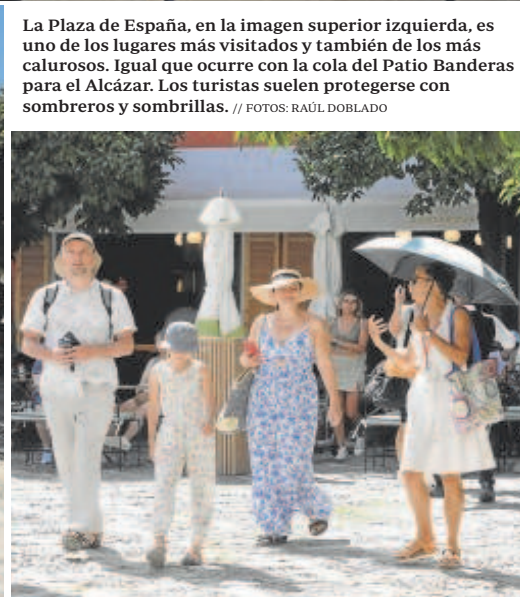 La Plaza de España, en la imagen superior izquierda, es
uno de los lugares más visitados y también de los más
calurosos. Igual que ocurre con la cola del Patio Banderas
para el Alcázar. Los turistas suelen protegerse con
sombreros y sombrillas. // FOTOS: RAÚL DOBLADO